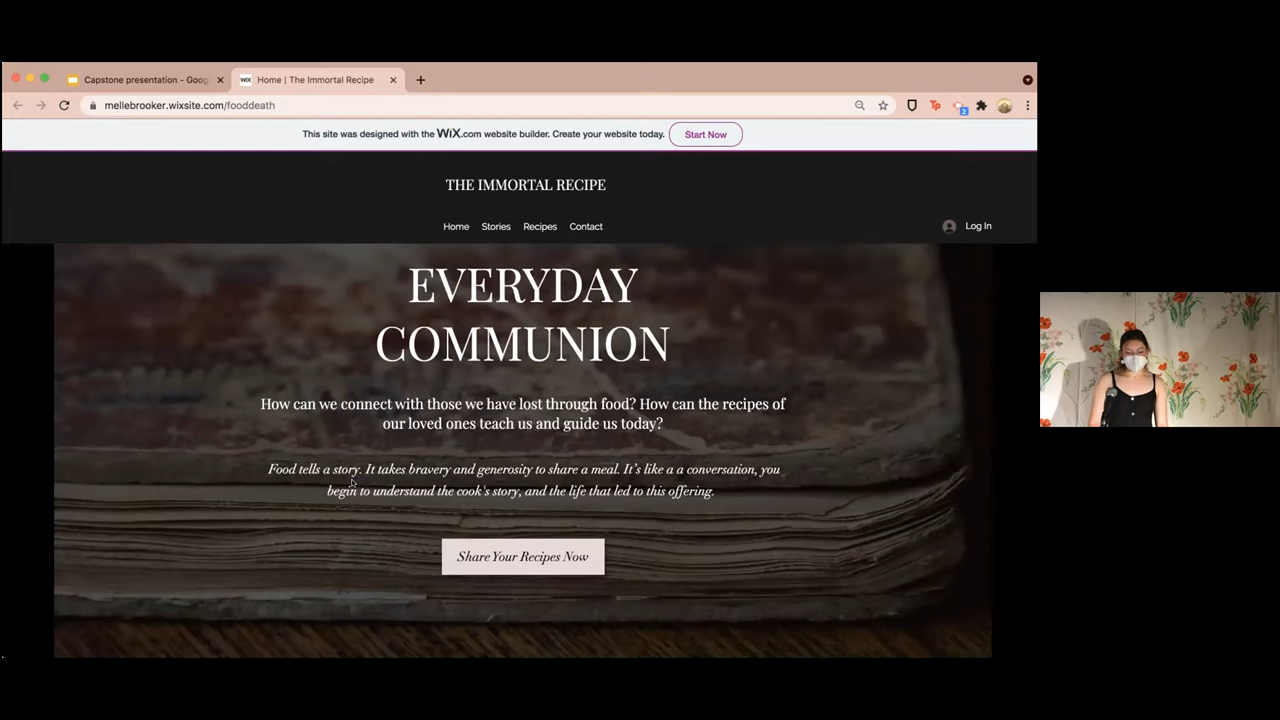 Capstone presentation - Goog
Home | The Immortal Recipe
mellebrooker.wixsite.com/fooddeath
Tp
2
This site was designed with the WiX.com website builder. Create your website today.
Start Now
THE IMMORTAL RECIPE
Home Stories Recipes Contact
Log In
EVERYDAY
COMMUNION
How can we connect with those we have lost through food? How can the recipes of
our loved ones teach us and guide us today?
Food tells a story. It takes bravery and generosity to share a meal. It's like a a conversation, you
begin to understand the cook's story, and the life that led to this offering.
Share Your Recipes Now